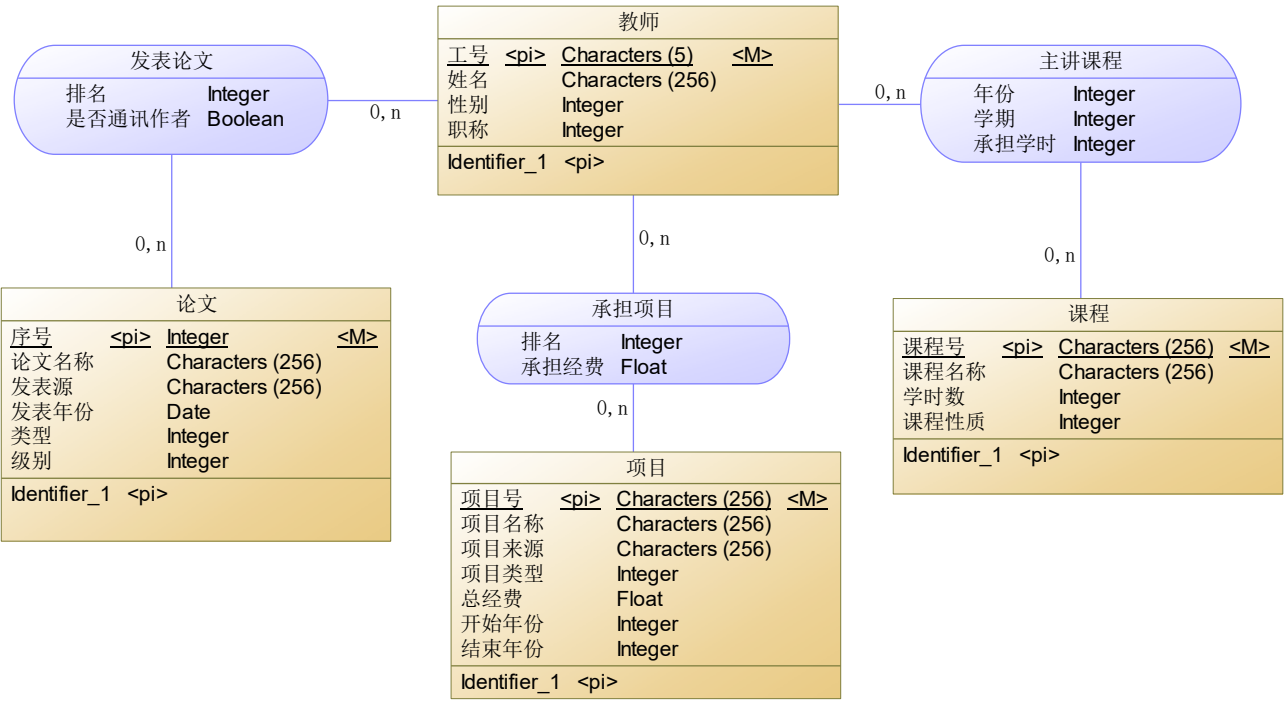 发表论文
排名 Integer
是否通讯作者 Boolean
0,n
教师
工号 <pi> Characters (5) <M>
姓名 Characters (256)
性别 Integer
职称 Integer
Identifier_1 <pi>
0,n
主讲课程
年份 Integer
学期 Integer
承担学时 Integer
0,n
0,n
0,n
论文
序号 <pi> Integer <M>
论文名称 Characters (256)
发表源 Characters (256)
发表年份 Date
类型 Integer
级别 Integer
Identifier_1 <pi>
承担项目
排名 Integer
承担经费 Float
0,n
课程
课程号 <pi> Characters (256) <M>
课程名称 Characters (256)
学时数 Integer
课程性质 Integer
Identifier_1 <pi>
项目
项目号 <pi> Characters (256) <M>
项目名称 Characters (256)
项目来源 Characters (256)
项目类型 Integer
总经费 Float
开始年份 Integer
结束年份 Integer
Identifier_1 <pi>